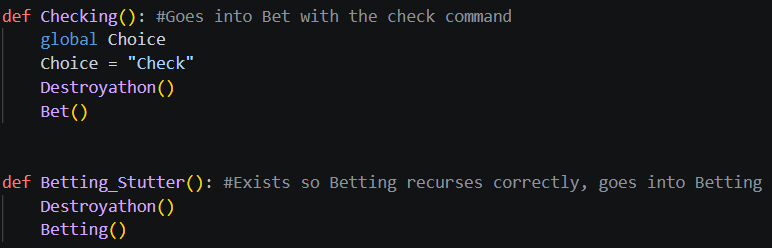 def Checking(): #Goes into Bet with the check command
    global Choice
    Choice = "Check"
    Destroyathon()
    Bet()
def Betting_Stutter(): #Exists so Betting recurses correctly, goes into Betting
    Destroyathon()
    Betting()